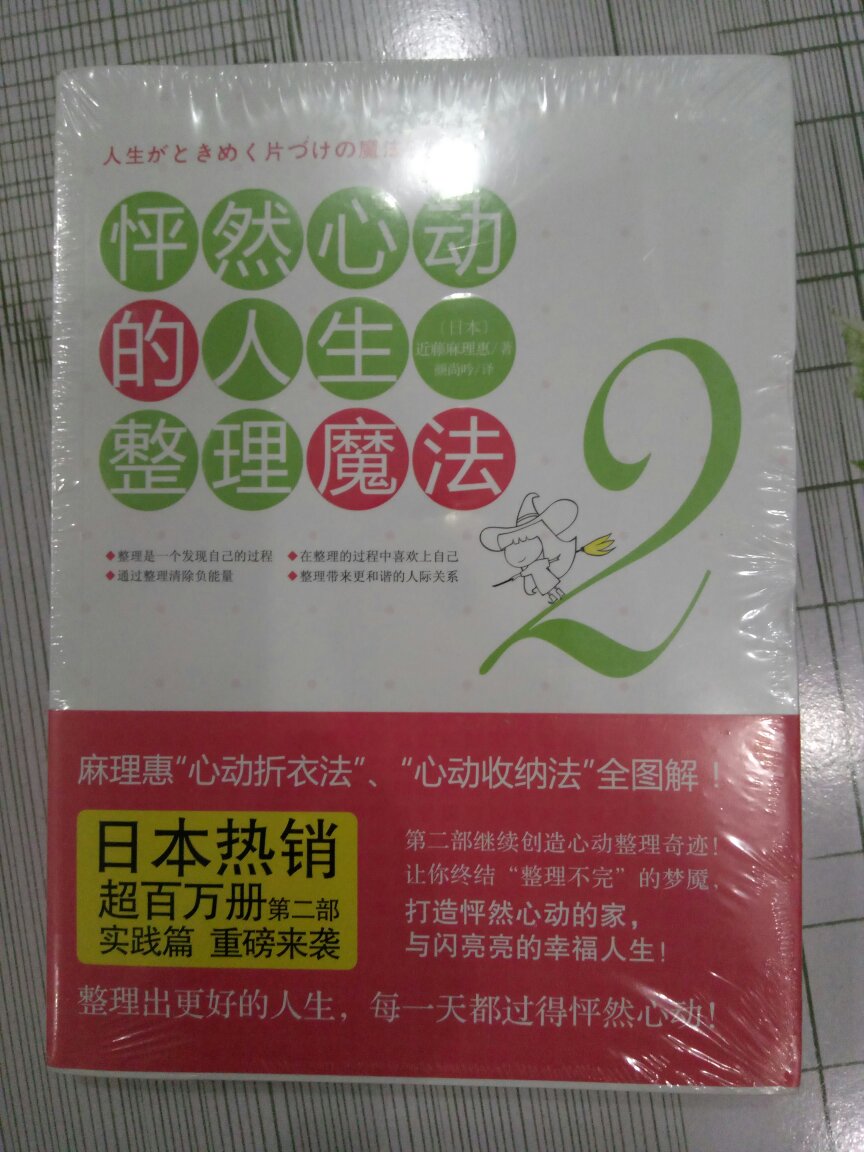 人生がときめく片づけの魔法
怦然心动
的人生
〔日本〕
近藤麻理惠/著
颜尚吟/译
整理魔法
2
◆整理是一个发现自己的过程 ◆在整理的过程中喜欢上自己
◆通过整理清除负能量 ◆整理带来更和谐的人际关系
麻理惠“心动折衣法”、“心动收纳法”全图解！
日本热销
超百万册第二部
实践篇 重磅来袭
第二部继续创造心动整理奇迹！
让你终结“整理不完”的梦魇，
打造怦然心动的家，
与闪亮亮的幸福人生！
整理出更好的人生，每一天都过得怦然心动！